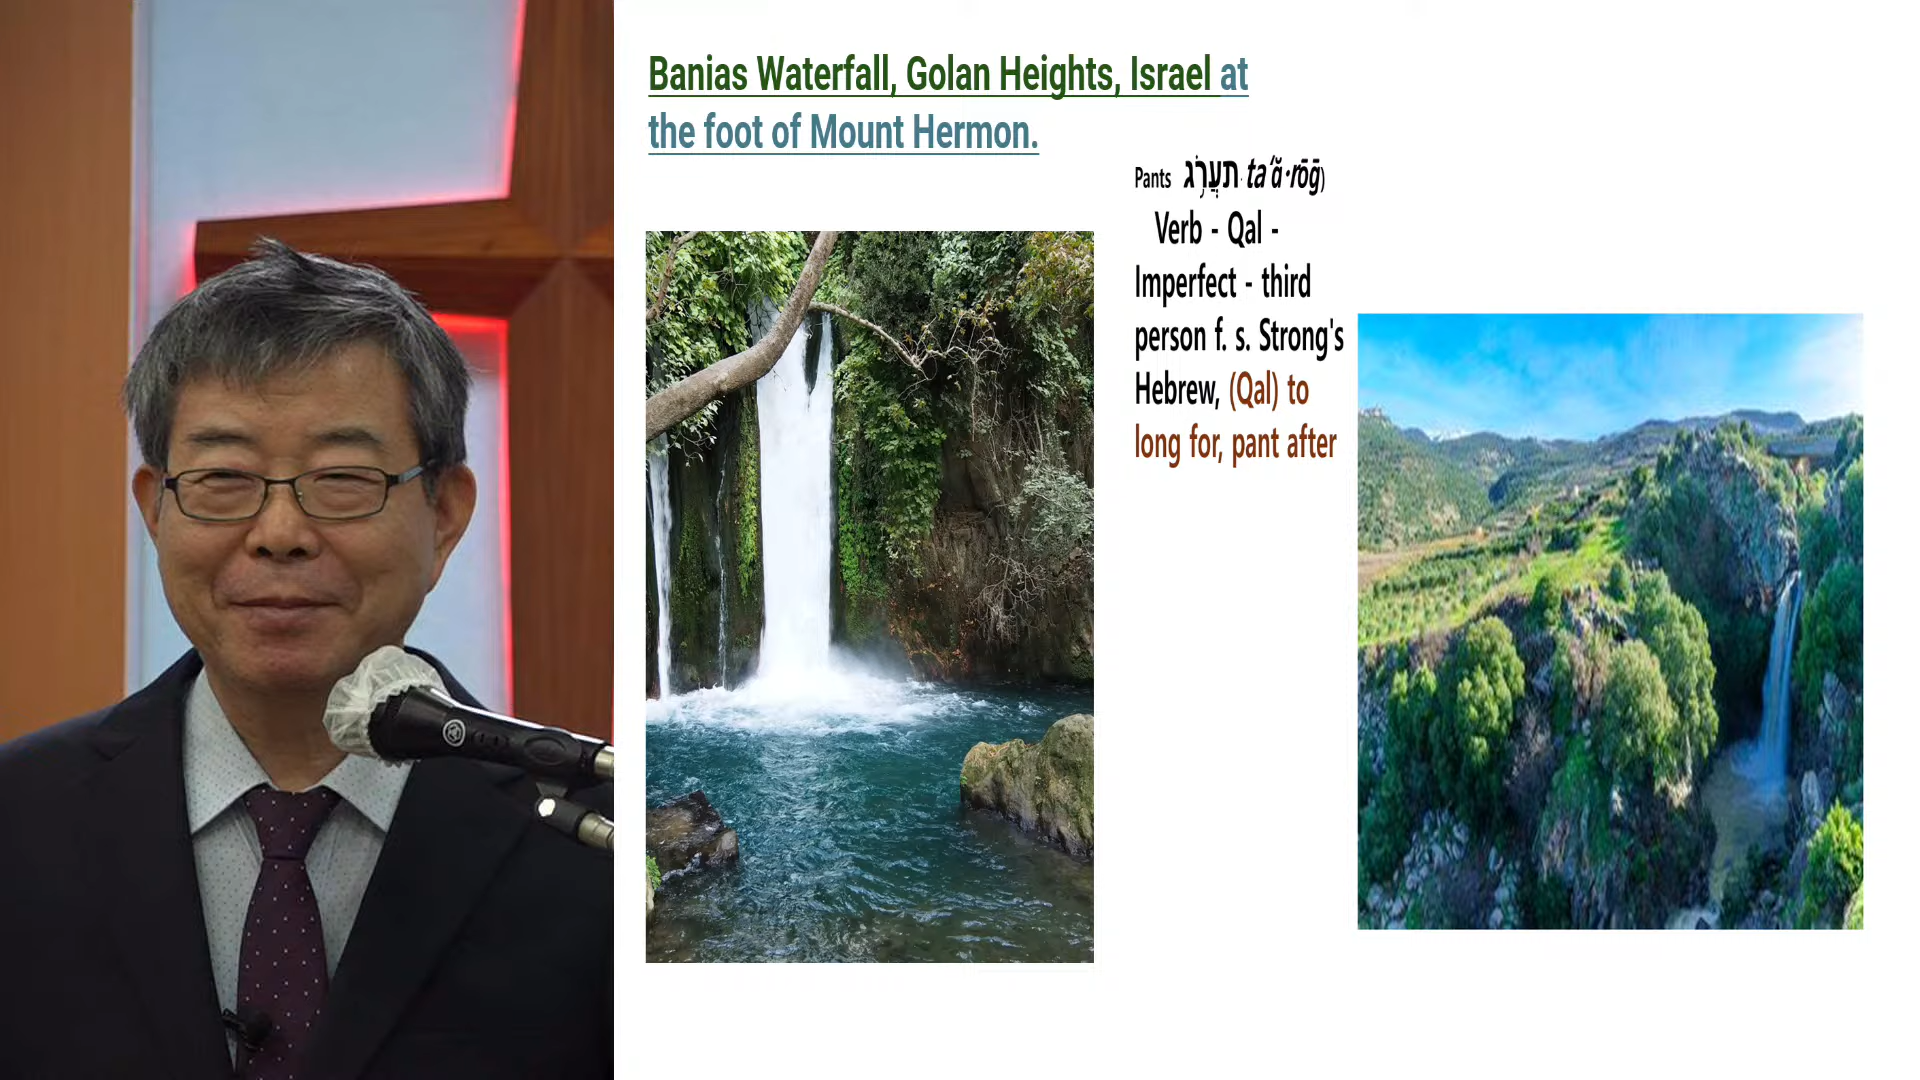 Banias Waterfall, Golan Heights, Israel at
the foot of Mount Hermon.
Pants תַּעֲרֹ֥ג ta‘ă·rōḡ)
Verb - Qal -
Imperfect - third
person f. s. Strong's
Hebrew, (Qal) to
long for, pant after